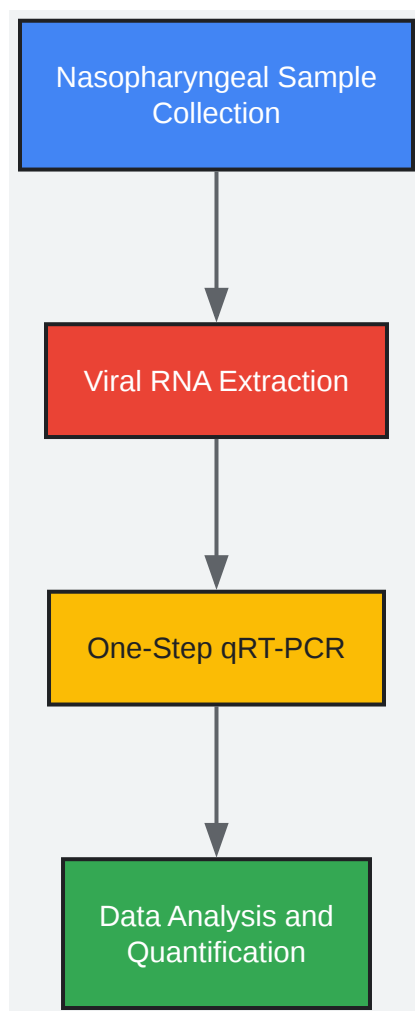 Nasopharyngeal Sample
Collection
Viral RNA Extraction
One-Step qRT-PCR
Data Analysis and
Quantification